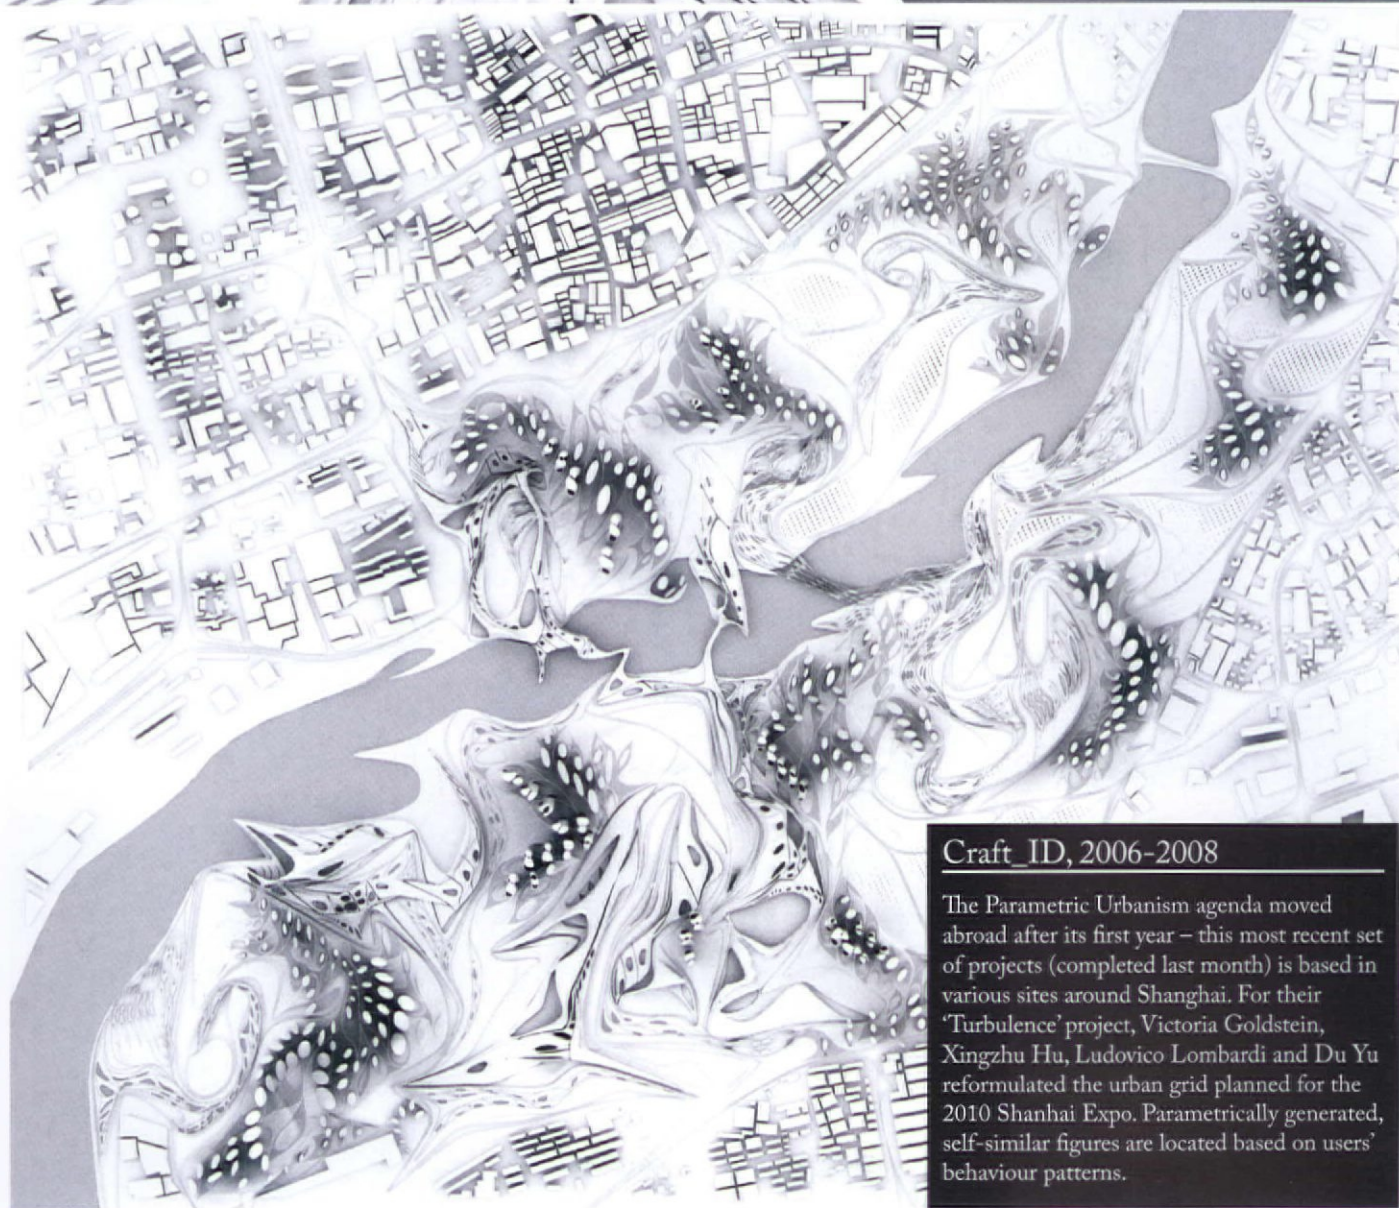 Craft_ID, 2006-2008
The Parametric Urbanism agenda moved
abroad after its first year – this most recent set
of projects (completed last month) is based in
various sites around Shanghai. For their
‘Turbulence’ project, Victoria Goldstein,
Xingzhu Hu, Ludovico Lombardi and Du Yu
reformulated the urban grid planned for the
2010 Shanhai Expo. Parametrically generated,
self-similar figures are located based on users’
behaviour patterns.